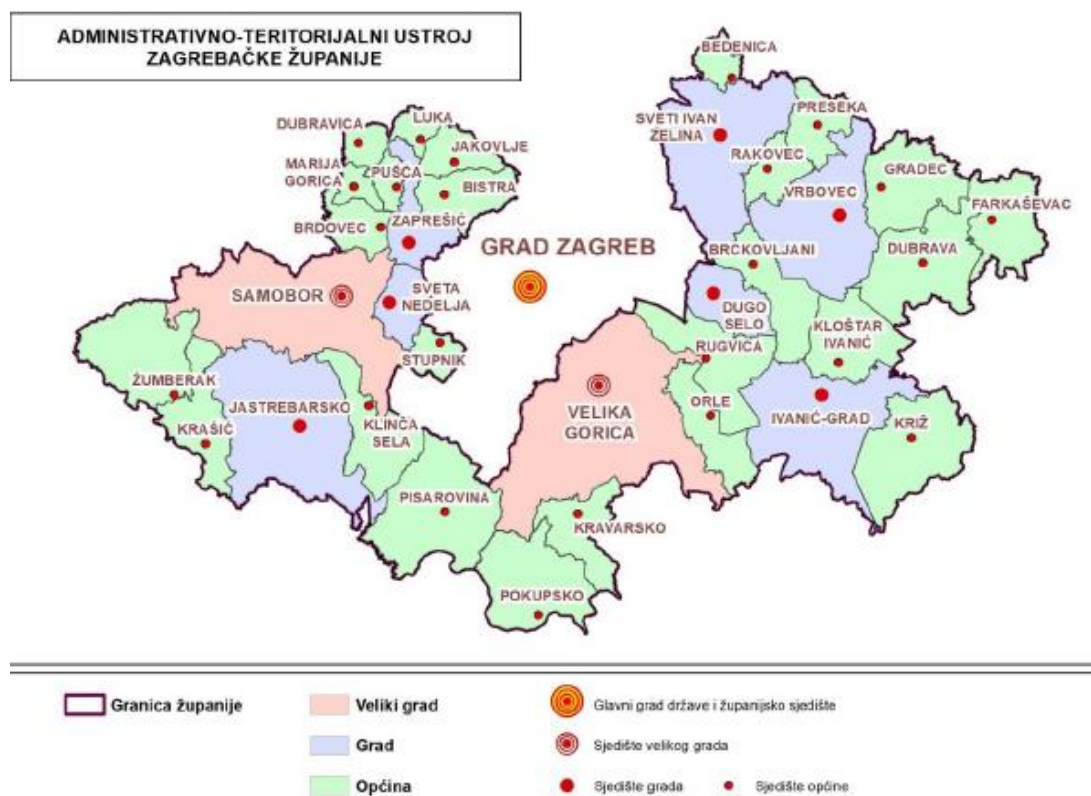 ADMINISTRATIVNO-TERITORIJALNI USTROJ
ZAGREBAČKE ŽUPANIJE
BEDENICA
PRESEKA
SVETI IVAN
ZELINA
RAKOVEC
GRADEC
VRBOVEC
FARKAŠEVAC
DUBRAVA
BRCKOVLJANI
DUBRAVICA
LUKA
JAKOVLJE
MARIJA
GORICA
PUŠĆA
BISTRA
BRDOVEC
ZAPREŠIĆ
GRAD ZAGREB
SAMOBOR
SVETA
NEDELJA
STUPNIK
DUGO
SELO
KLOŠTAR
IVANIĆ
RUGVICA
ŽUMBERAK
KRAŠIĆ
JASTREBARSKO
KLINČA
SELA
VELIKA
GORICA
ORLE
IVANIĆ-GRAD
KRIŽ
PISAROVINA
KRAVARSKO
POKUPSKO
Granica županije
Veliki grad
Glavni grad države i županijsko sjedište
Grad
Sjedište velikog grada
Općina
Sjedište grada
Sjedište općine